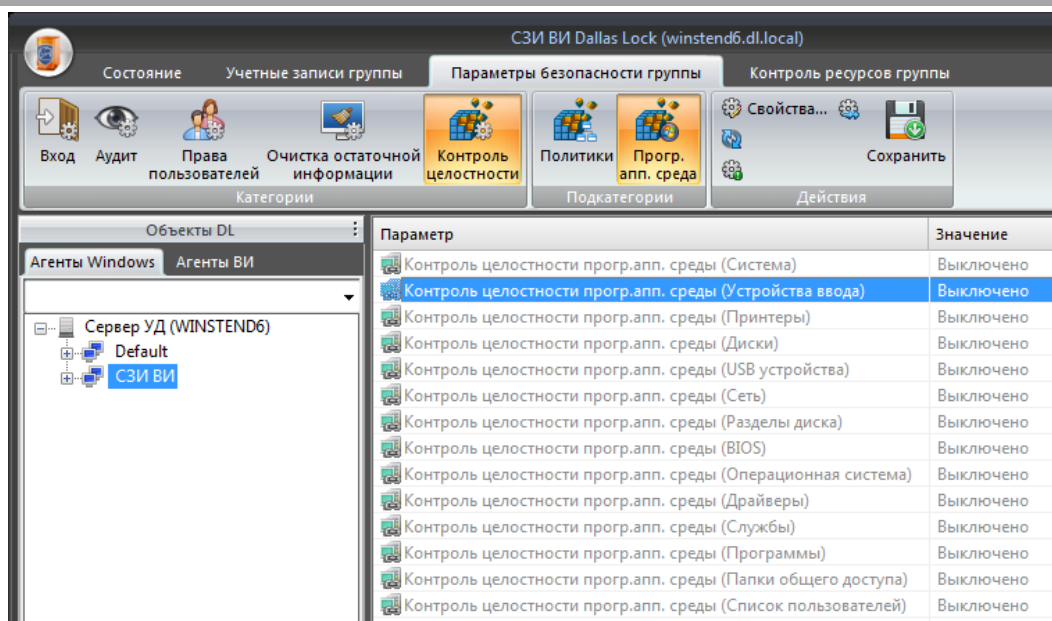 СЗИ ВИ Dallas Lock (winstend6.dl.local)
Состояние Учетные записи группы Параметры безопасности группы Контроль ресурсов группы
Вход Аудит Права пользователей Очистка остаточной информации Контроль целостности Политики Прогр. апп. среда Свойства... Сохранить
Категории Подкатегории Действия
Объекты DL
Агенты Windows Агенты ВИ
Сервер УД (WINSTEND6)
Default
СЗИ ВИ
Параметр Значение
Контроль целостности прогр.апп. среды (Система) Выключено
Контроль целостности прогр.апп. среды (Устройства ввода) Выключено
Контроль целостности прогр.апп. среды (Принтеры) Выключено
Контроль целостности прогр.апп. среды (Диски) Выключено
Контроль целостности прогр.апп. среды (USB устройства) Выключено
Контроль целостности прогр.апп. среды (Сеть) Выключено
Контроль целостности прогр.апп. среды (Разделы диска) Выключено
Контроль целостности прогр.апп. среды (BIOS) Выключено
Контроль целостности прогр.апп. среды (Операционная система) Выключено
Контроль целостности прогр.апп. среды (Драйверы) Выключено
Контроль целостности прогр.апп. среды (Службы) Выключено
Контроль целостности прогр.апп. среды (Программы) Выключено
Контроль целостности прогр.апп. среды (Папки общего доступа) Выключено
Контроль целостности прогр.апп. среды (Список пользователей) Выключено